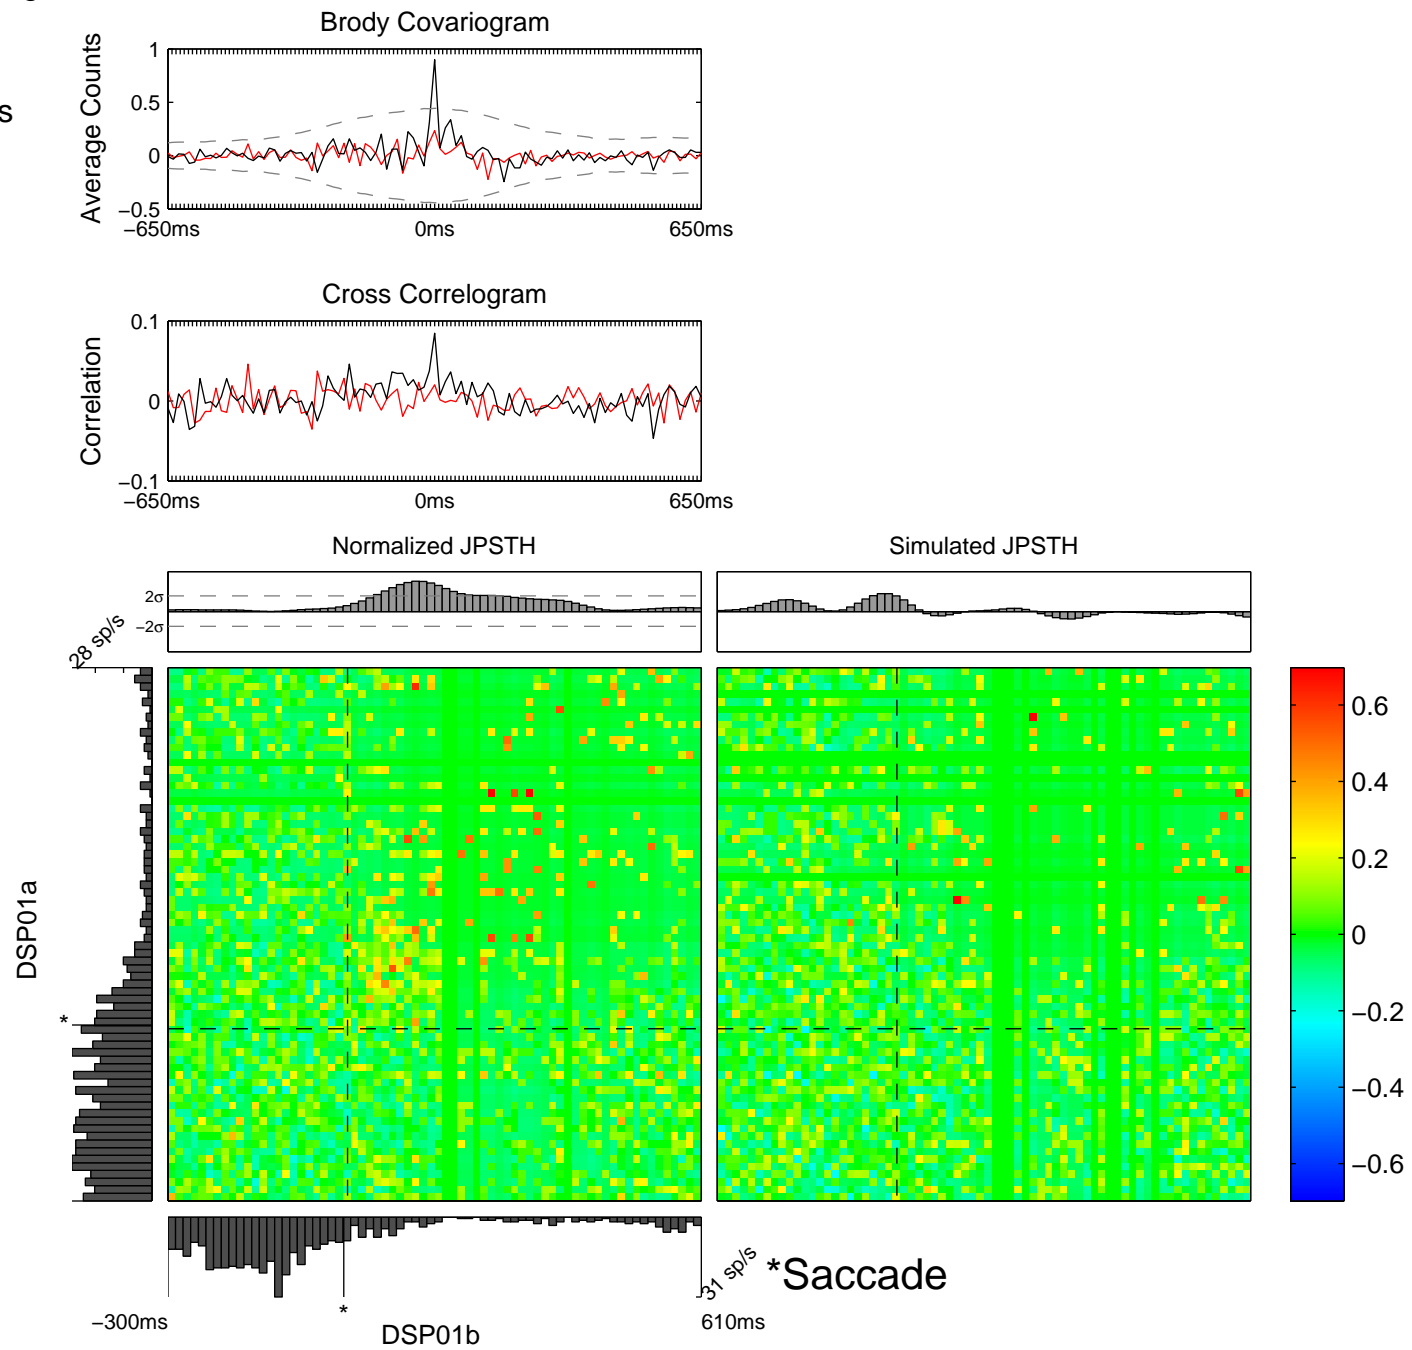 Brody Covariogram
Average Counts
1
0.5
0
−0.5
−650ms
0ms
650ms
s
Cross Correlogram
Correlation
0.1
0
−0.1
−650ms
0ms
650ms
Normalized JPSTH
Simulated JPSTH
2σ
−2σ
28 sp/s
DSP01a
*
0.6
0.4
0.2
0
−0.2
−0.4
−0.6
31 sp/s
*Saccade
*
−300ms
DSP01b
610ms